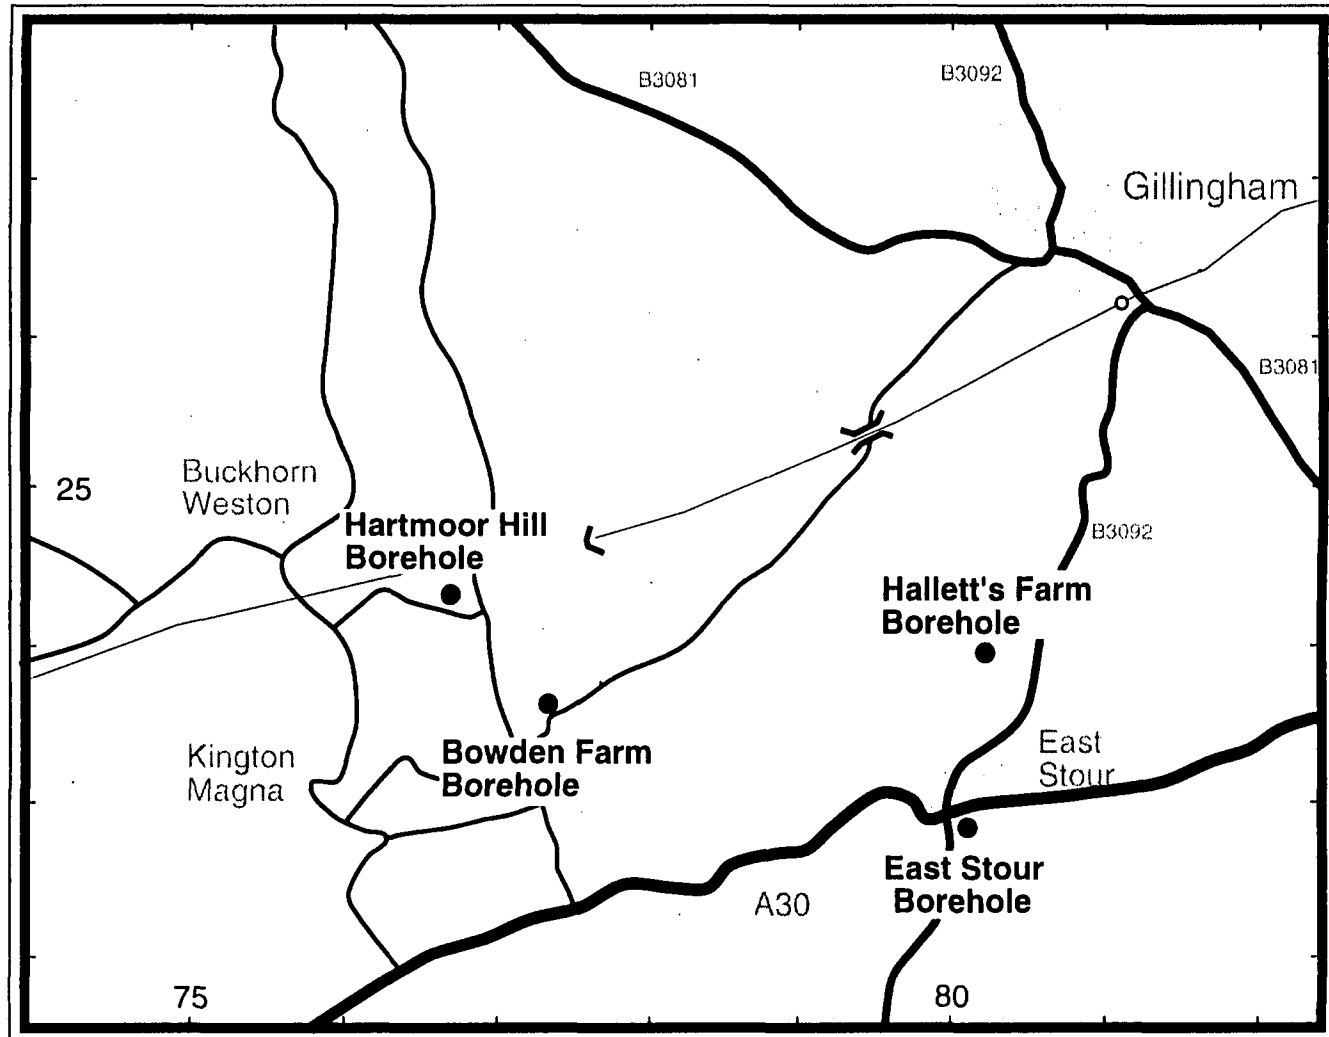 B3081
B3092
Gillingham
B3081
Buckhorn
Weston
25
Hartmoor Hill
Borehole
B3092
Hallett's Farm
Borehole
East
Stour
Kington
Magna
Bowden Farm
Borehole
East Stour
Borehole
A30
75
80